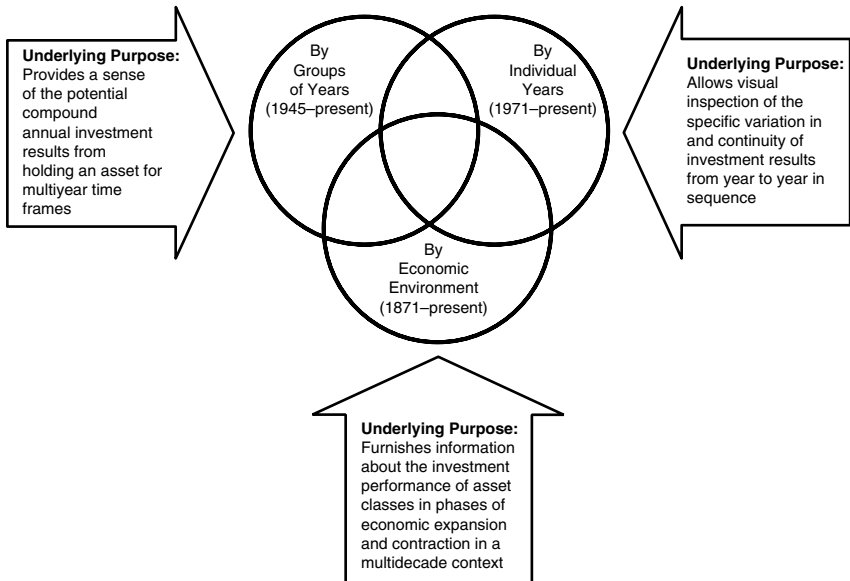 Underlying Purpose:
Provides a sense
of the potential
compound
annual investment
results from
holding an asset for
multiyear time
frames
By
Groups
of Years
(1945–present)
By
Individual
Years
(1971–present)
Underlying Purpose:
Allows visual
inspection of the
specific variation in
and continuity of
investment results
from year to year in
sequence
By
Economic
Environment
(1871–present)
Underlying Purpose:
Furnishes information
about the investment
performance of asset
classes in phases of
economic expansion
and contraction in a
multidecade context